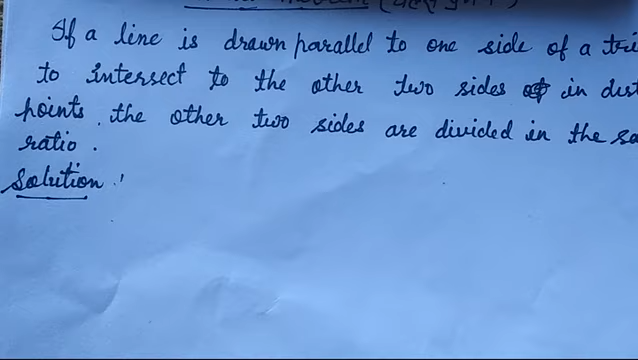 If a line is drawn parallel to one side of a
to intersect to the other two sides in
points, the other two sides are divided in the
ratio.
Solution :